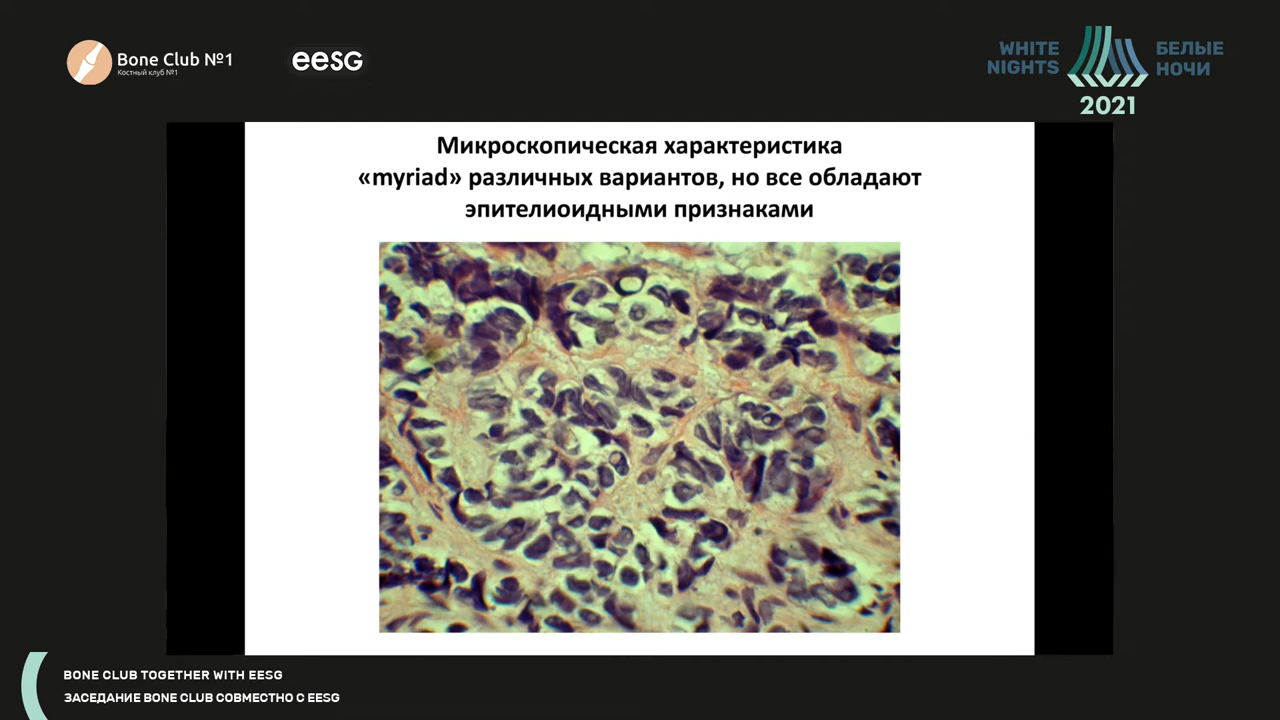 Bone Club №1
Костный клуб №1
eesg
WHITE NIGHTS
БЕЛЫЕ НОЧИ
2021
Микроскопическая характеристика
«myriad» различных вариантов, но все обладают
эпителиоидными признаками
BONE CLUB TOGETHER WITH EESG
ЗАСЕДАНИЕ BONE CLUB СОВМЕСТНО С EESG